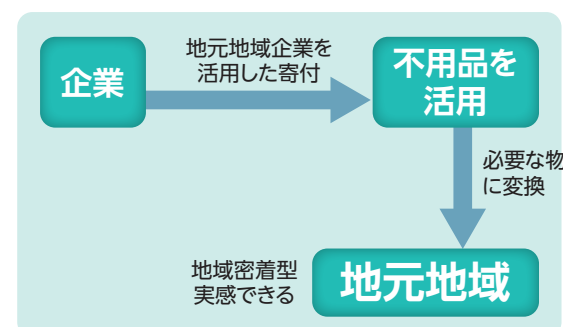 企業
地元地域企業を
活用した寄付
不用品を
活用
必要な物
に変換
地域密着型
実感できる
地元地域